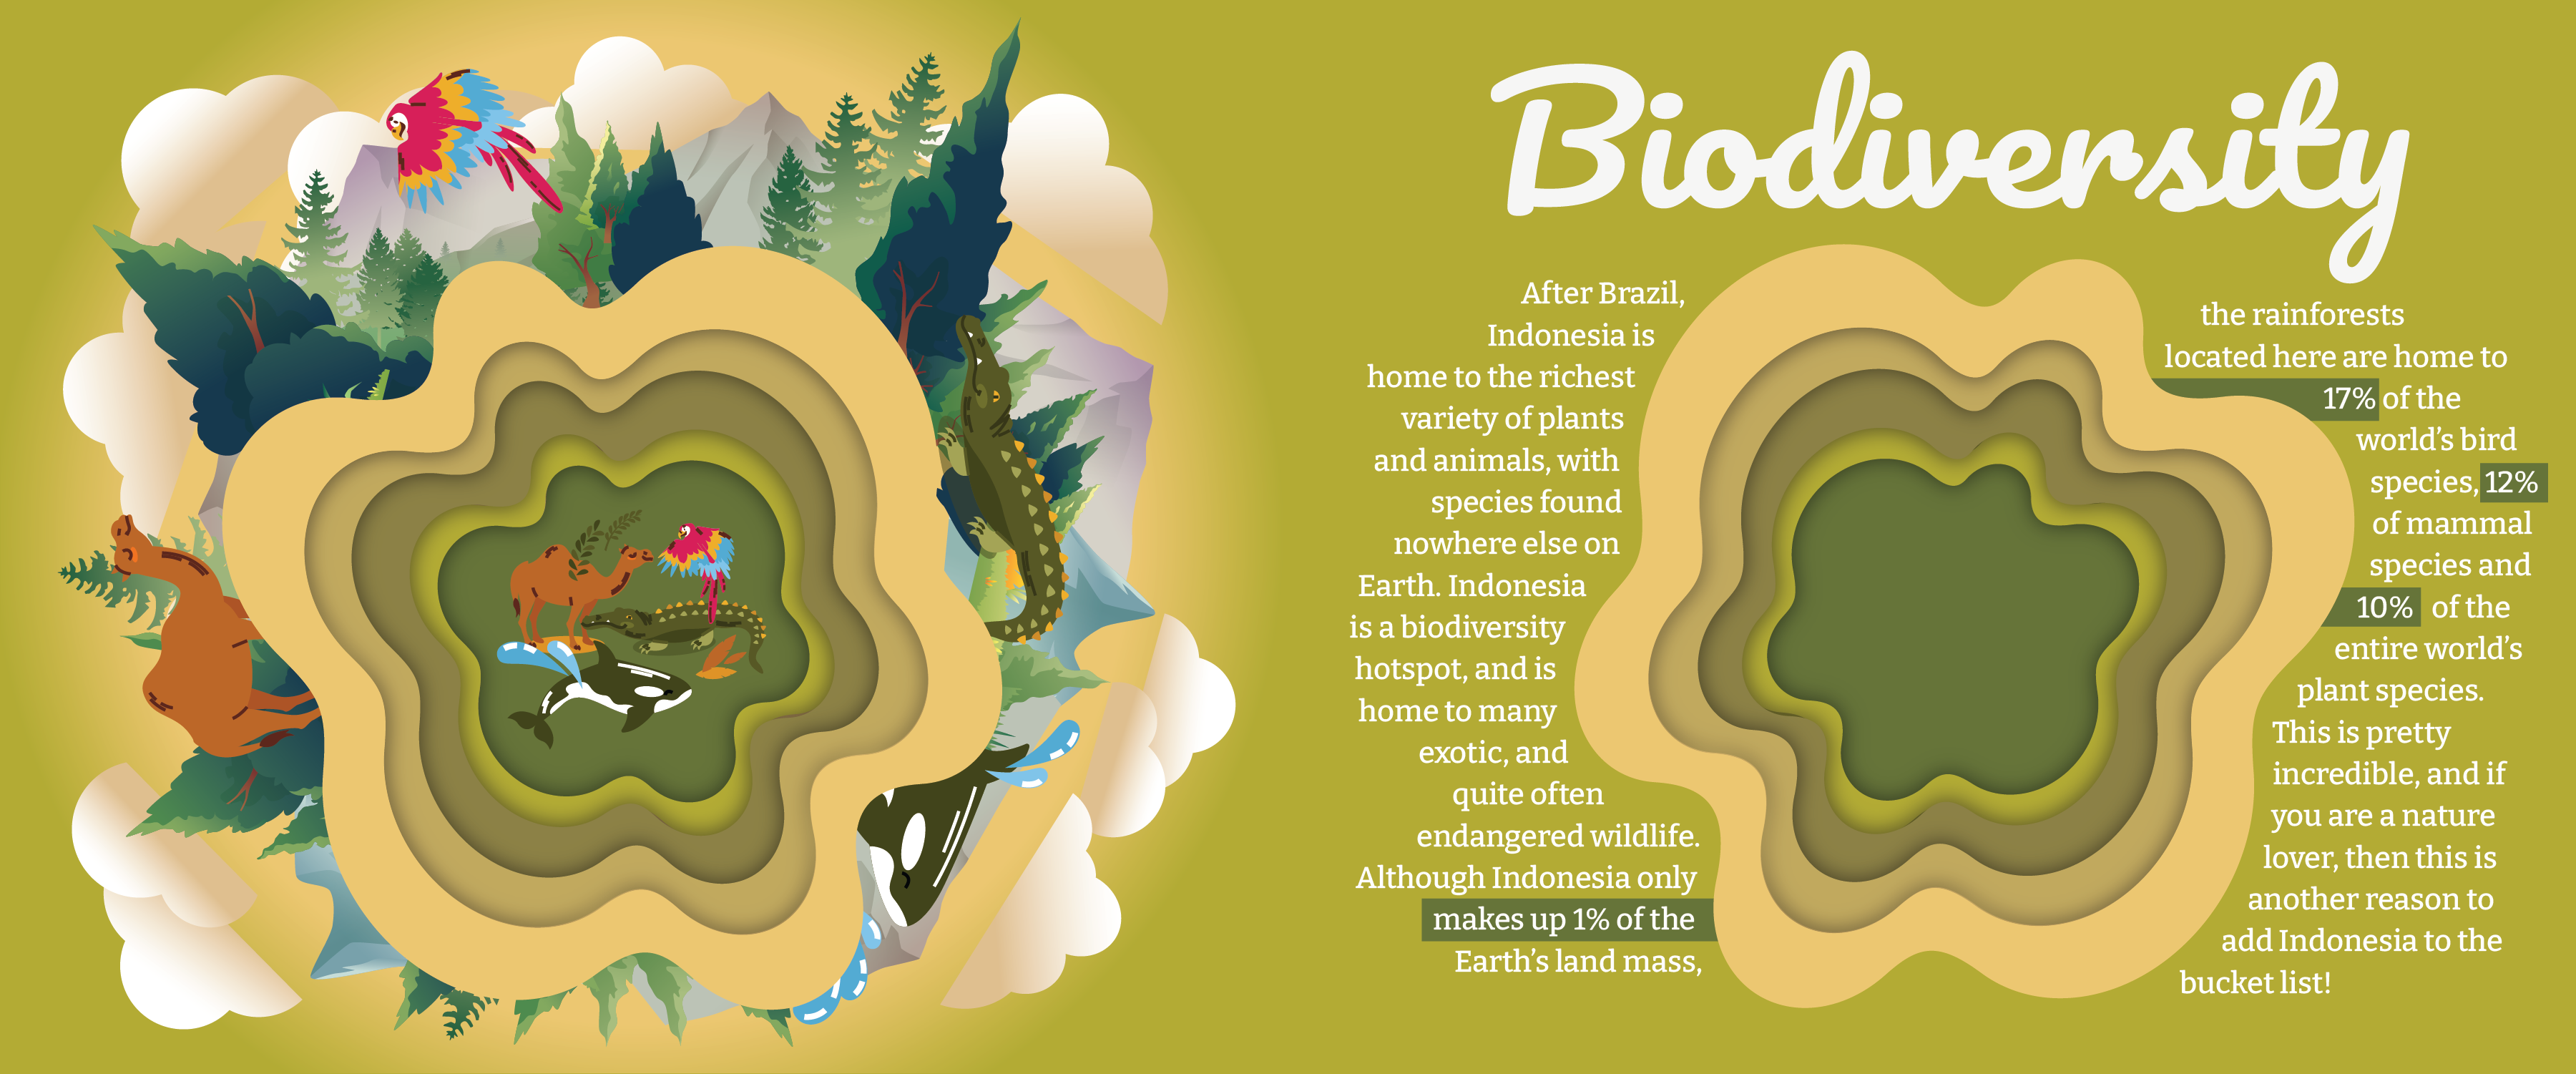 Biodiversity
After Brazil,
Indonesia is
home to the richest
variety of plants
and animals, with
species found
nowhere else on
Earth. Indonesia
is a biodiversity
hotspot, and is
home to many
exotic, and
quite often
endangered wildlife.
Although Indonesia only
makes up 1% of the
Earth's land mass,
the rainforests
located here are home to
17% of the
world's bird
species, 12%
of mammal
species and
10% of the
entire world's
plant species.
This is pretty
incredible, and if
you are a nature
lover, then this is
another reason to
add Indonesia to the
bucket list!